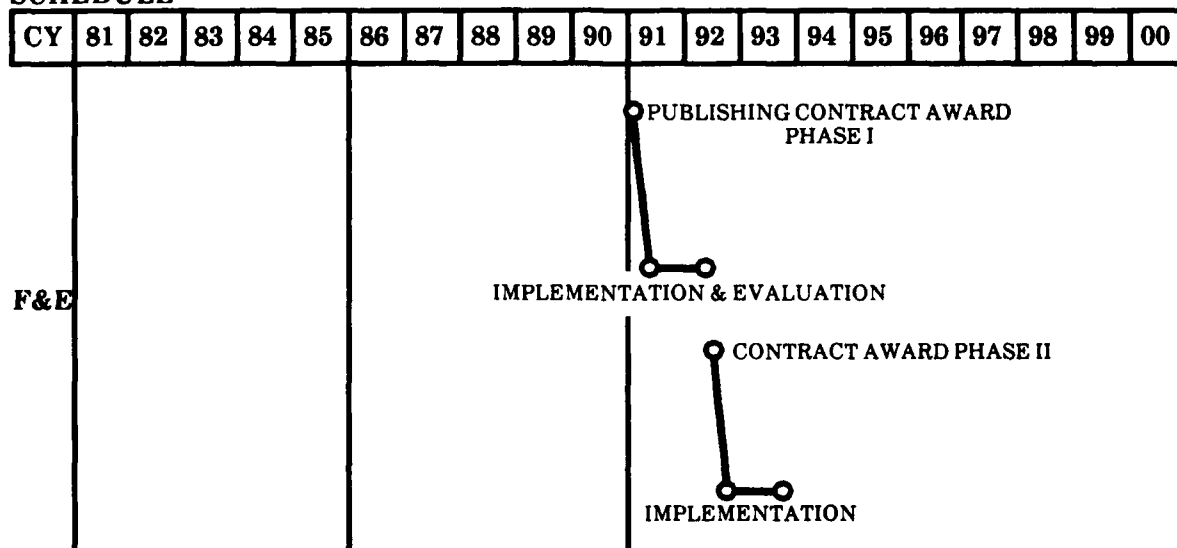 SCHEDULE
CY 81 82 83 84 85 86 87 88 89 90 91 92 93 94 95 96 97 98 99 00
PUBLISHING CONTRACT AWARD
PHASE I
IMPLEMENTATION & EVALUATION
F&E
CONTRACT AWARD PHASE II
IMPLEMENTATION